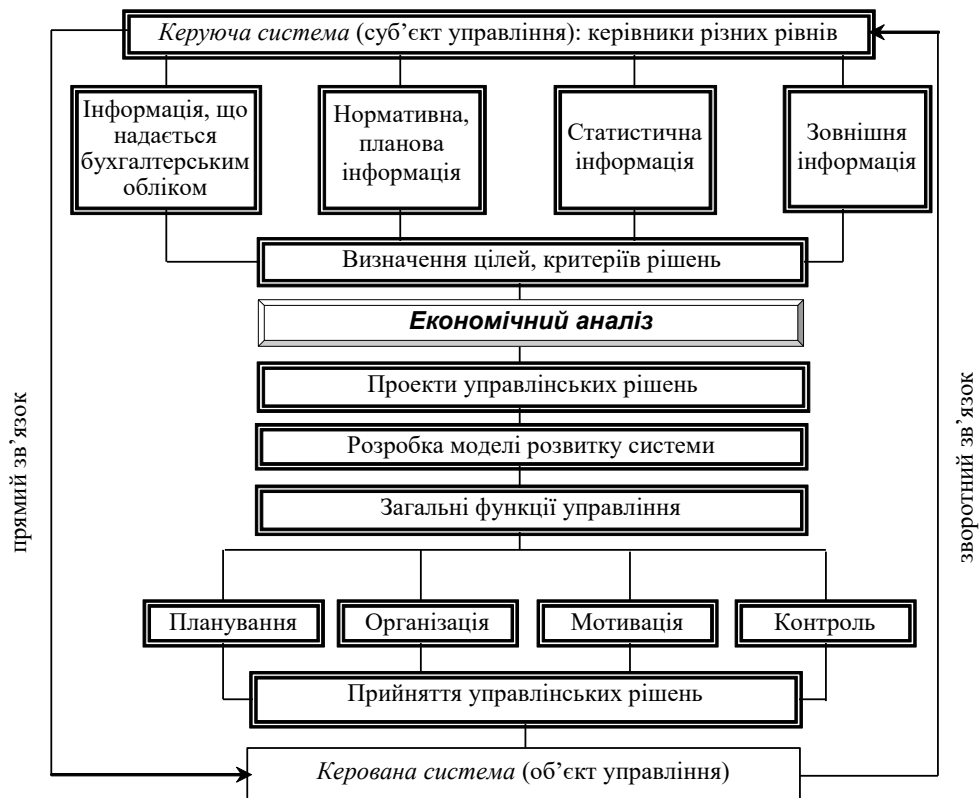 Керуюча система (суб’єкт управління): керівники різних рівнів
Інформація, що
надається
бухгалтерським
обліком
Нормативна,
планова
інформація
Статистична
інформація
Зовнішня
інформація
Визначення цілей, критеріїв рішень
Економічний аналіз
Проекти управлінських рішень
Розробка моделі розвитку системи
Загальні функції управління
прямий зв’язок
зворотний зв’язок
Планування
Організація
Мотивація
Контроль
Прийняття управлінських рішень
Керована система (об’єкт управління)